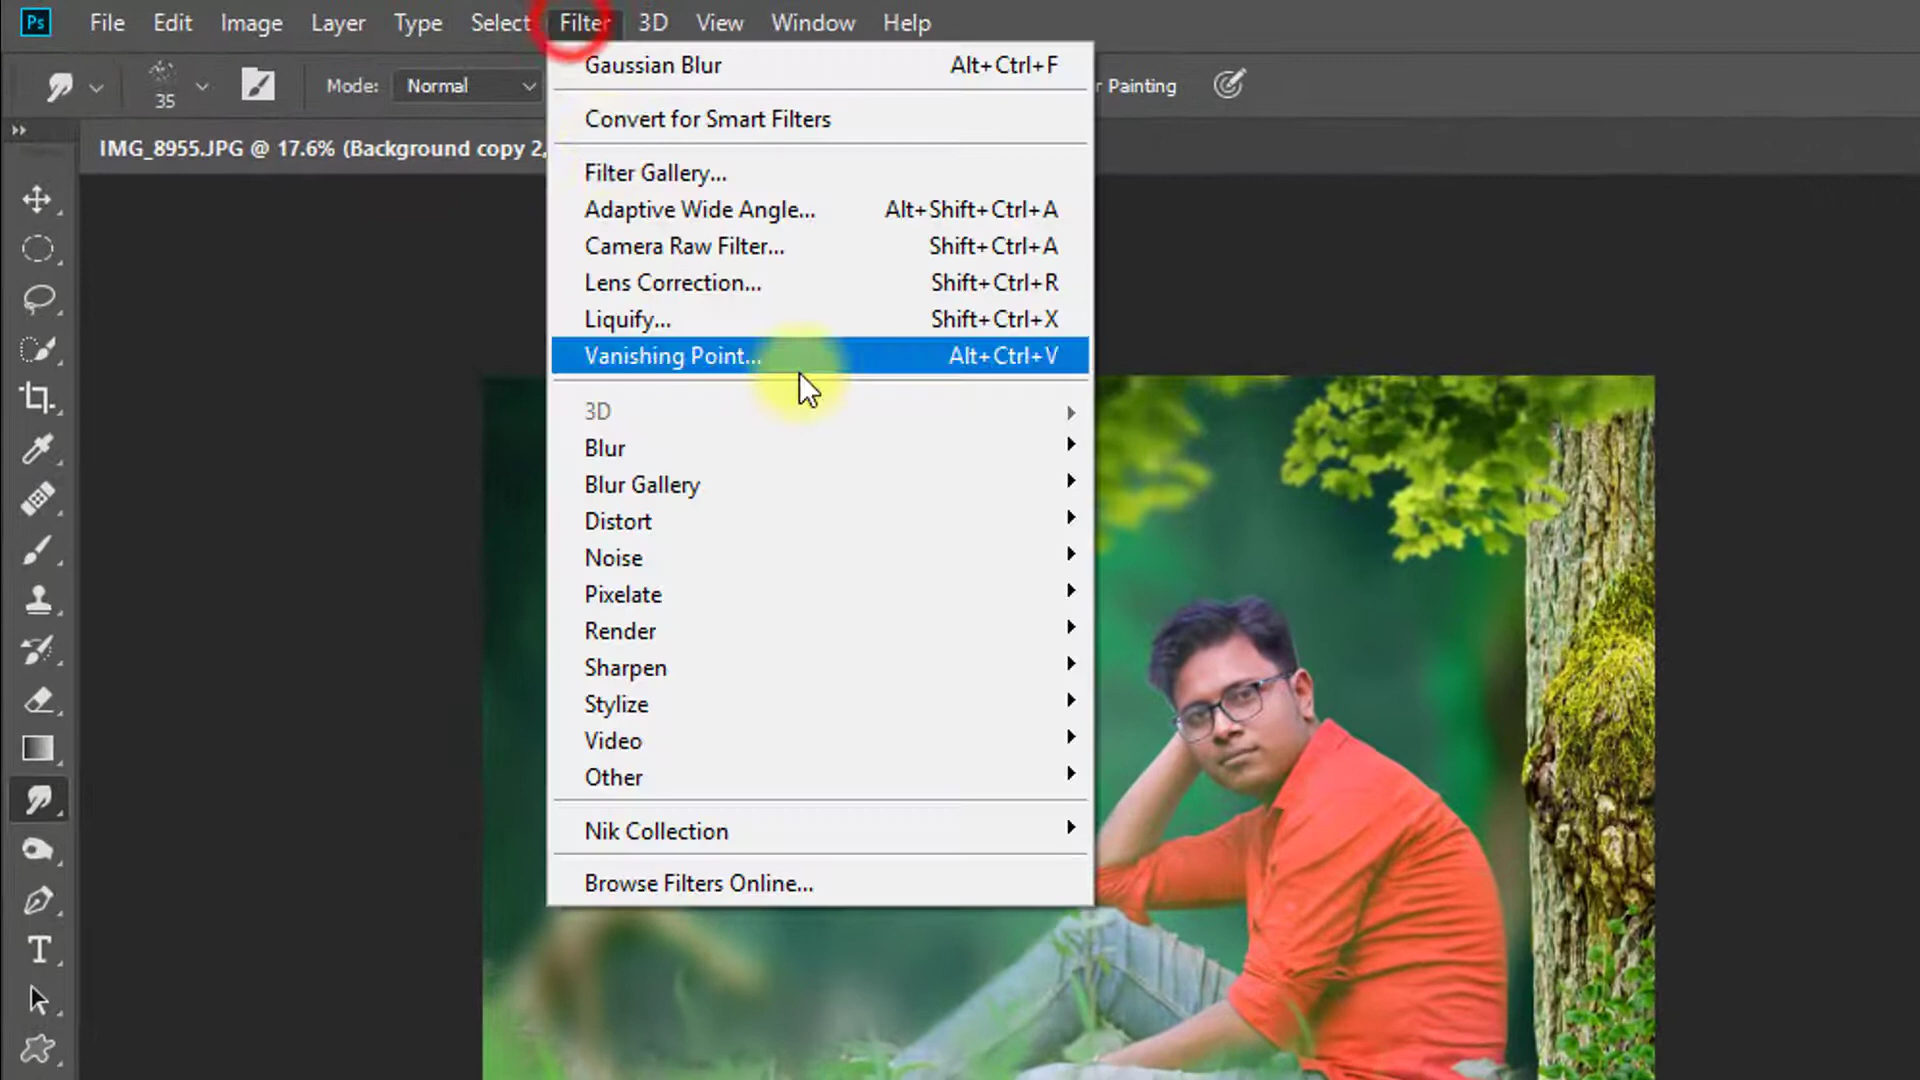 Ps File Edit Image Layer Type Select Filter 3D View Window Help
35 Mode: Normal r Painting
IMG_8955.JPG @ 17.6% (Background copy 2,
Gaussian Blur Alt+Ctrl+F
Convert for Smart Filters
Filter Gallery...
Adaptive Wide Angle... Alt+Shift+Ctrl+A
Camera Raw Filter... Shift+Ctrl+A
Lens Correction... Shift+Ctrl+R
Liquify... Shift+Ctrl+X
Vanishing Point... Alt+Ctrl+V
3D
Blur
Blur Gallery
Distort
Noise
Pixelate
Render
Sharpen
Stylize
Video
Other
Nik Collection
Browse Filters Online...
T